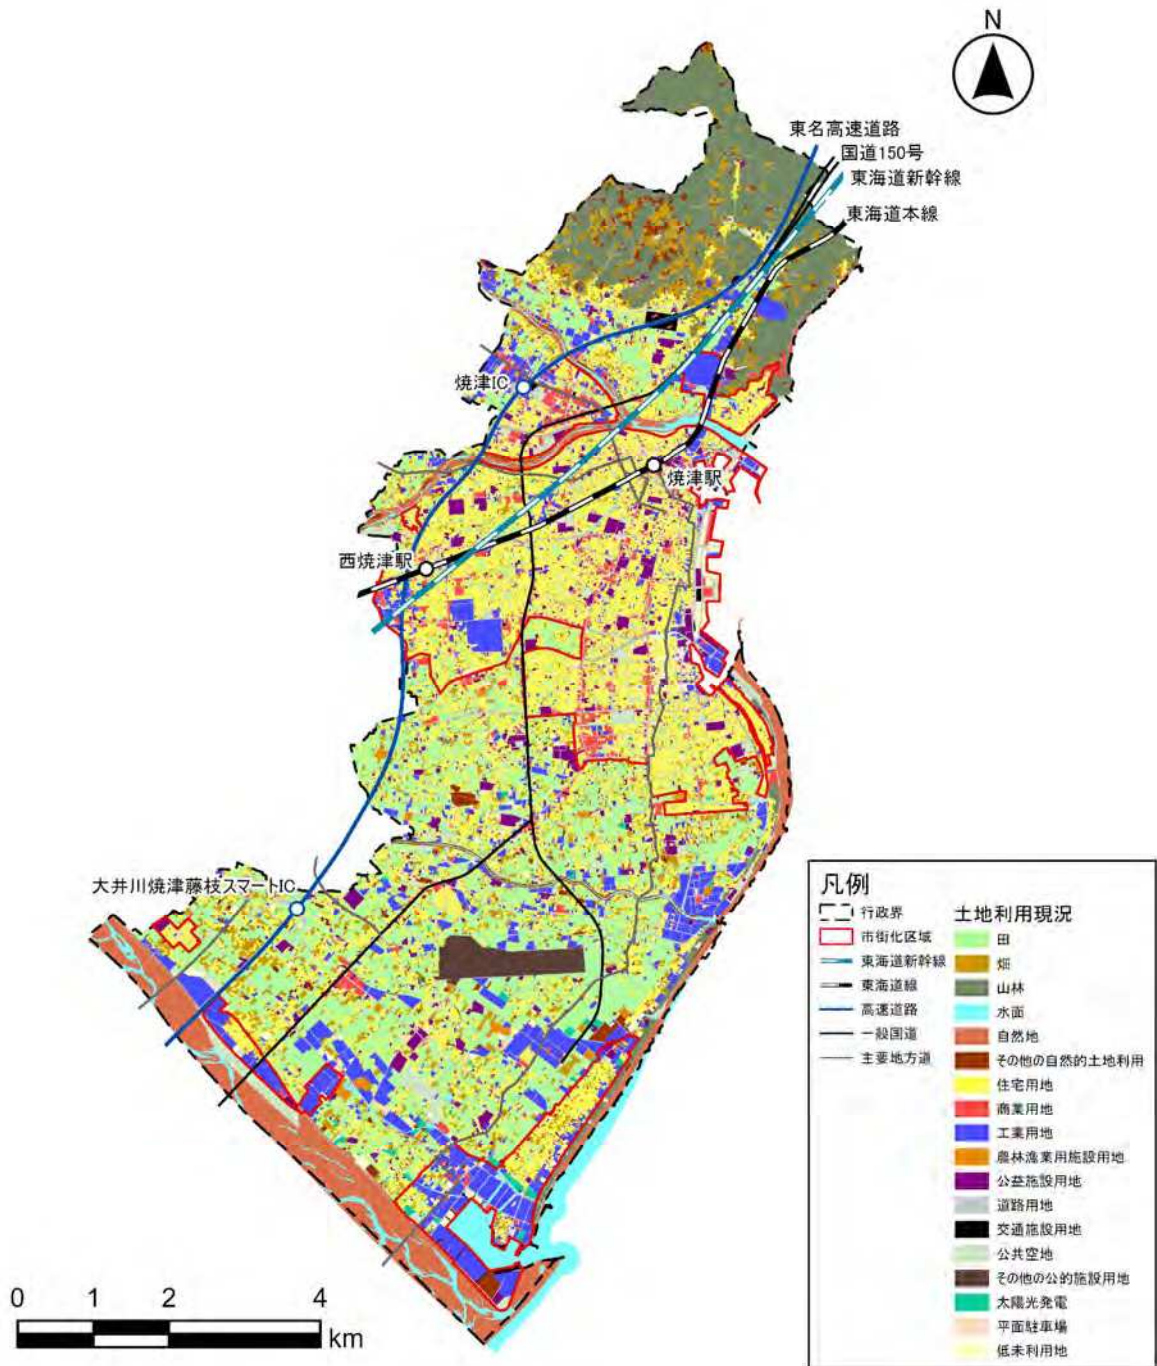 N
東名高速道路
国道150号
東海道新幹線
東海道本線
焼津IC
焼津駅
西焼津駅
大井川焼津藤枝スマートIC
凡例
行政界
市街化区域
東海道新幹線
東海道線
高速道路
一般国道
主要地方道
土地利用現況
田
畑
山林
水面
自然地
その他の自然的土地利用
住宅用地
商業用地
工業用地
農林漁業用施設用地
公益施設用地
道路用地
交通施設用地
公共空地
その他の公的施設用地
太陽光発電
平面駐車場
低未利用地
0 1 2 4
km